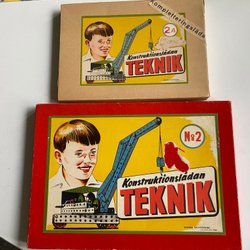 Kompletteringslåda
2A
Konstruktionslådan
TEKNIK
No 2
Konstruktionslådan
TEKNIK